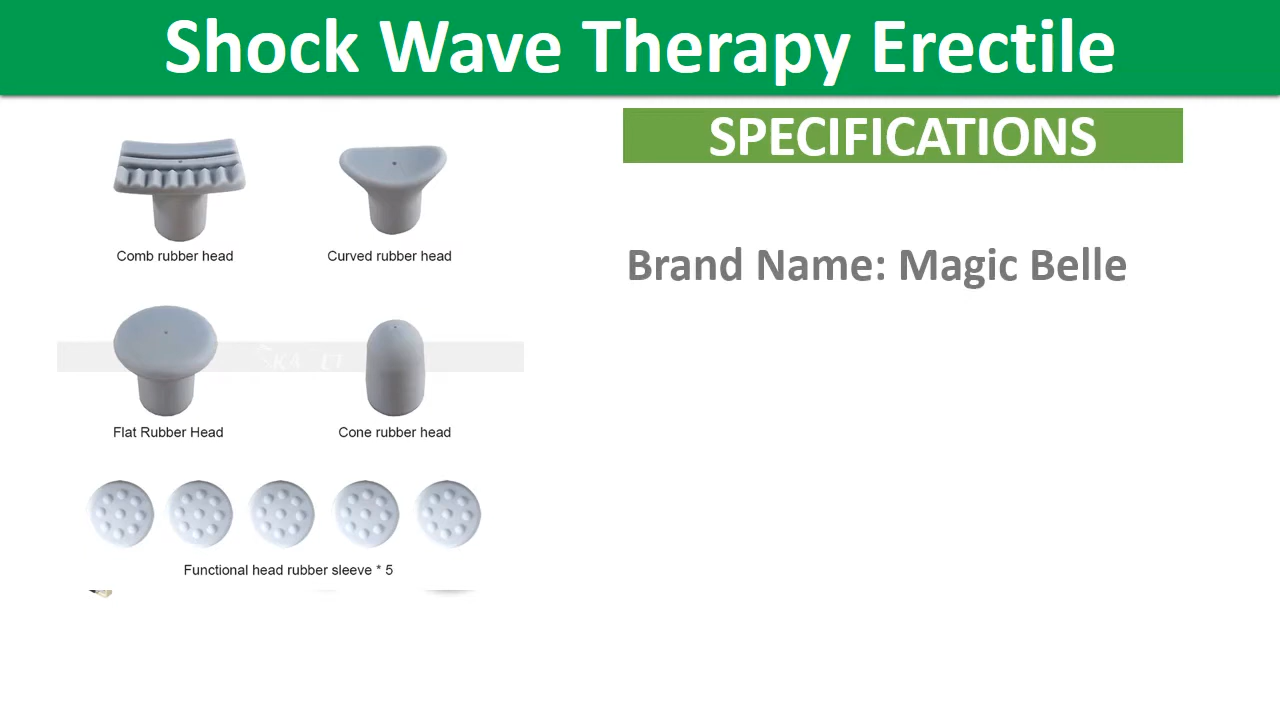 Shock Wave Therapy Erectile
SPECIFICATIONS
Brand Name: Magic Belle
Comb rubber head
Curved rubber head
Flat Rubber Head
Cone rubber head
Functional head rubber sleeve * 5